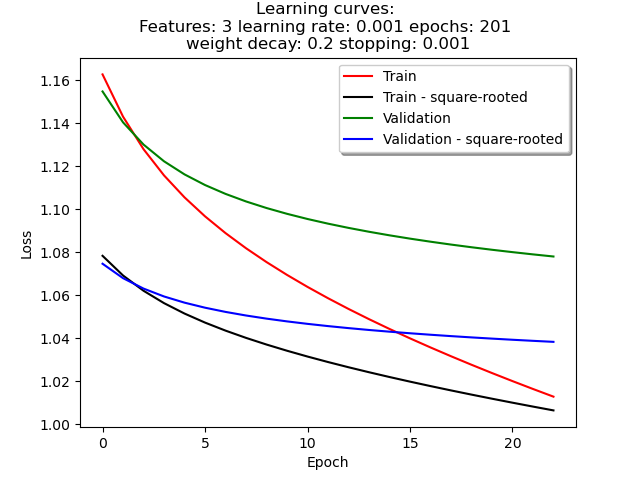 Learning curves:
Features: 3 learning rate: 0.001 epochs: 201
weight decay: 0.2 stopping: 0.001
Train
Train - square-rooted
Validation
Validation - square-rooted
1.16
1.14
1.12
1.10
1.08
1.06
1.04
1.02
1.00
Loss
0 5 10 15 20
Epoch